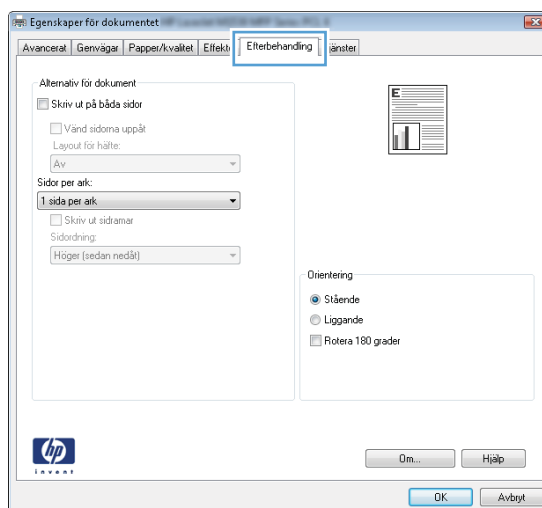 Egenskaper för dokumentet
Avancerat Genvägar Papper/kvalitet Effekt Efterbehandling änster
Alternativ för dokument
Skriv ut på båda sidor
Vänd sidorna uppåt
Layout för häfte:
Av
Sidor per ark:
1 sida per ark
Skriv ut sidramar
Sidordning:
Höger (sedan nedåt)
E
Orientering
Stående
Liggande
Rotera 180 grader
hp
invent
Om... Hjälp
OK Avbryt